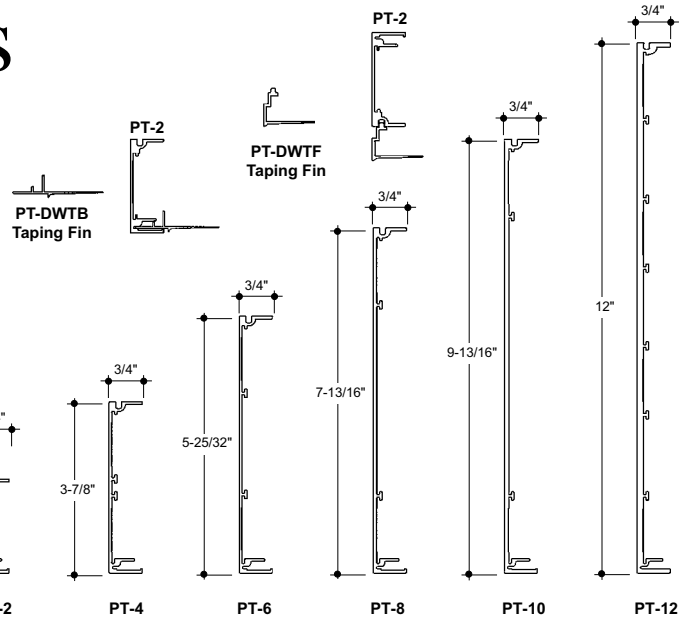 S
3/4"
PT-2
3/4"
PT-2
PT-DWTF
Taping Fin
PT-DWTB
Taping Fin
3/4"
3/4"
12"
9-13/16"
3/4"
7-13/16"
5-25/32"
3-7/8"
"
-2
PT-4
PT-6
PT-8
PT-10
PT-12